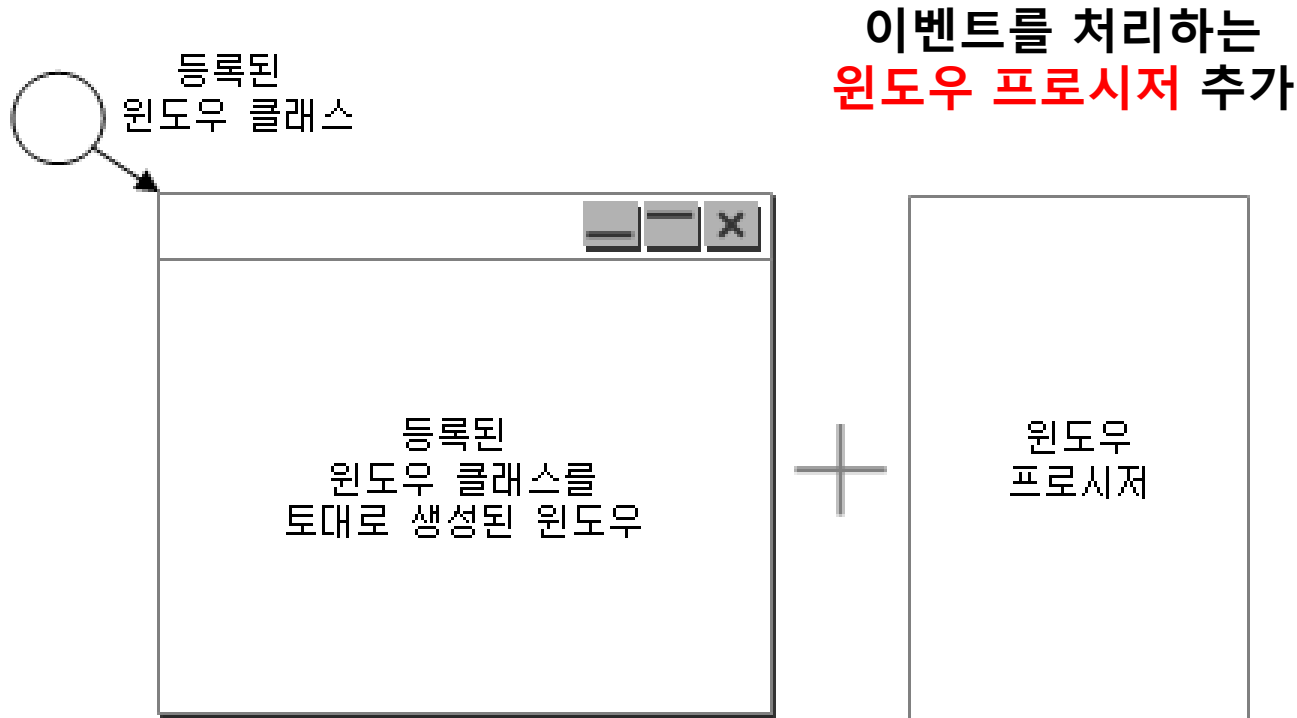 이벤트를 처리하는
윈도우 프로시저 추가
등록된
윈도우 클래스
등록된
윈도우 클래스를
토대로 생성된 윈도우
윈도우
프로시저